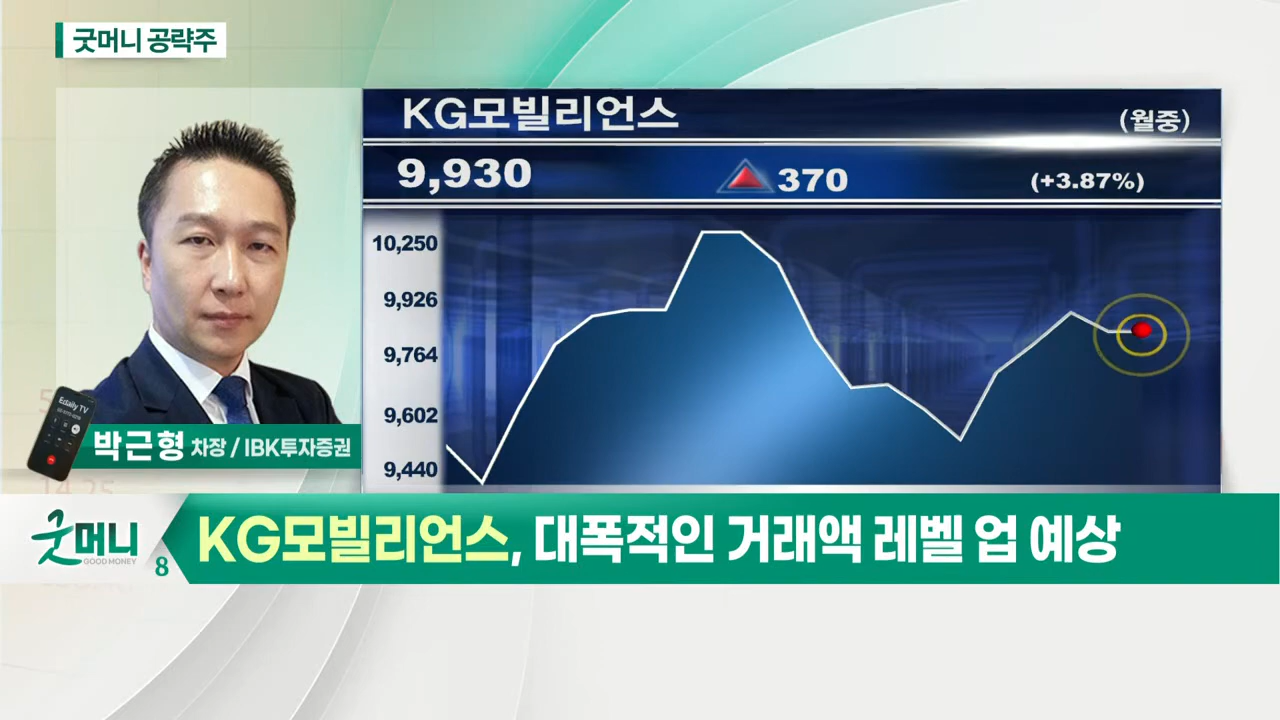 굿머니 공략주
KG모빌리언스
(월중)
9,930
370
(+3.87%)
10,250
9,926
9,764
9,602
9,440
Edaily TV
박근형 차장 / IBK투자증권
굿머니
GOOD MONEY
8
KG모빌리언스, 대폭적인 거래액 레벨 업 예상